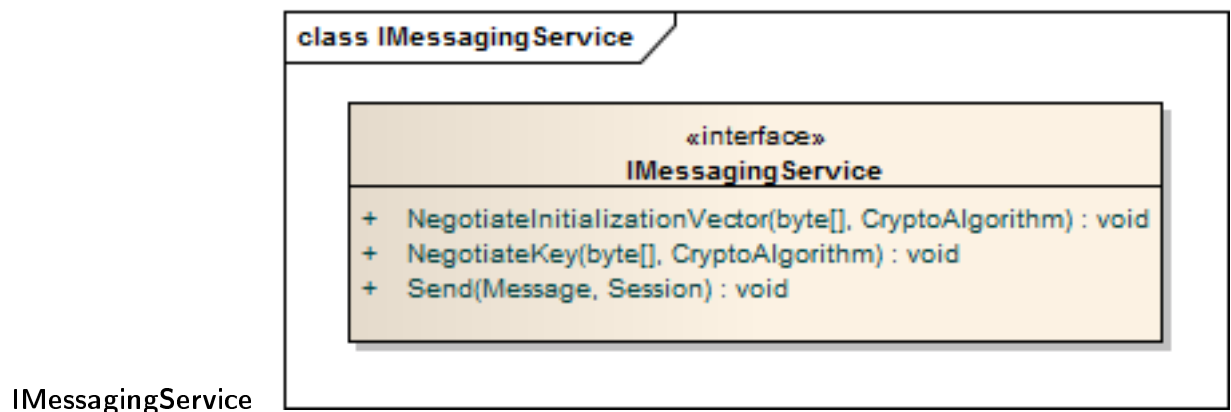 class IMessagingService
«interface»
IMessagingService
+ NegotiateInitializationVector(byte[], CryptoAlgorithm) : void
+ NegotiateKey(byte[], CryptoAlgorithm) : void
+ Send(Message, Session) : void
IMessagingService